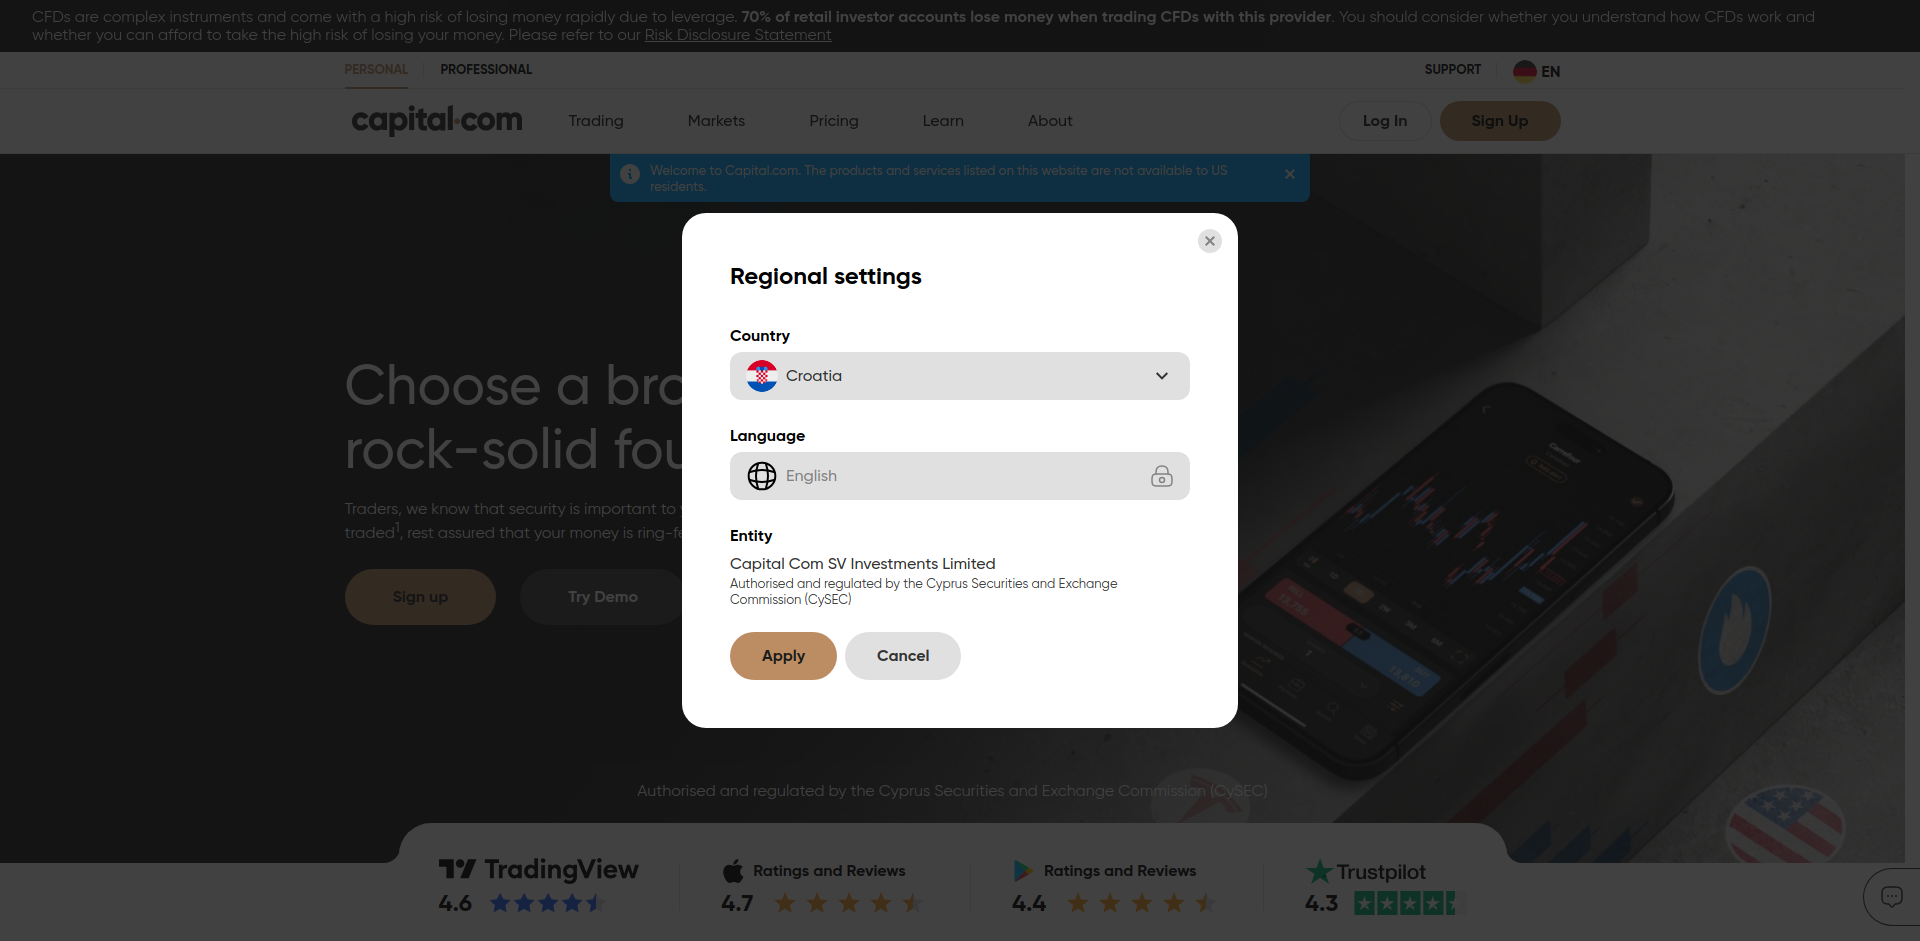 CFDs are complex instruments and come with a high risk of losing money rapidly due to leverage. 70% of retail investor accounts lose money when trading CFDs with this provider. You should consider whether you understand how CFDs work and
whether you can afford to take the high risk of losing your money. Please refer to our Risk Disclosure Statement
PERSONAL PROFESSIONAL SUPPORT EN
capital.com Trading Markets Pricing Learn About Log In Sign Up
Welcome to Capital.com. The products and services listed on this website are not available to US
residents.
Regional settings
Country
Croatia
Language
English
Entity
Capital Com SV Investments Limited
Authorised and regulated by the Cyprus Securities and Exchange
Commission (CySEC)
Apply Cancel
Choose a
rock-solid
Traders, we know that security is important to
traded1, rest assured that your money is
Sign up Try Demo
Authorised and regulated by the Cyprus Securities and Exchange Commission (CySEC)
TradingView Ratings and Reviews Ratings and Reviews Trustpilot
4.6 4.7 4.4 4.3